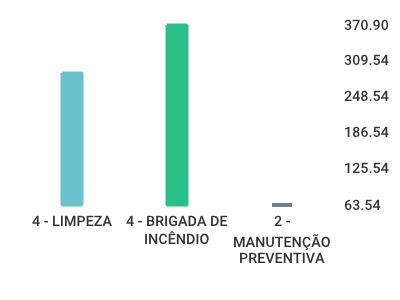 370.90
309.54
248.54
186.54
125.54
63.54
4 - LIMPEZA
4 - BRIGADA DE
INCÊNDIO
2 -
MANUTENÇÃO
PREVENTIVA